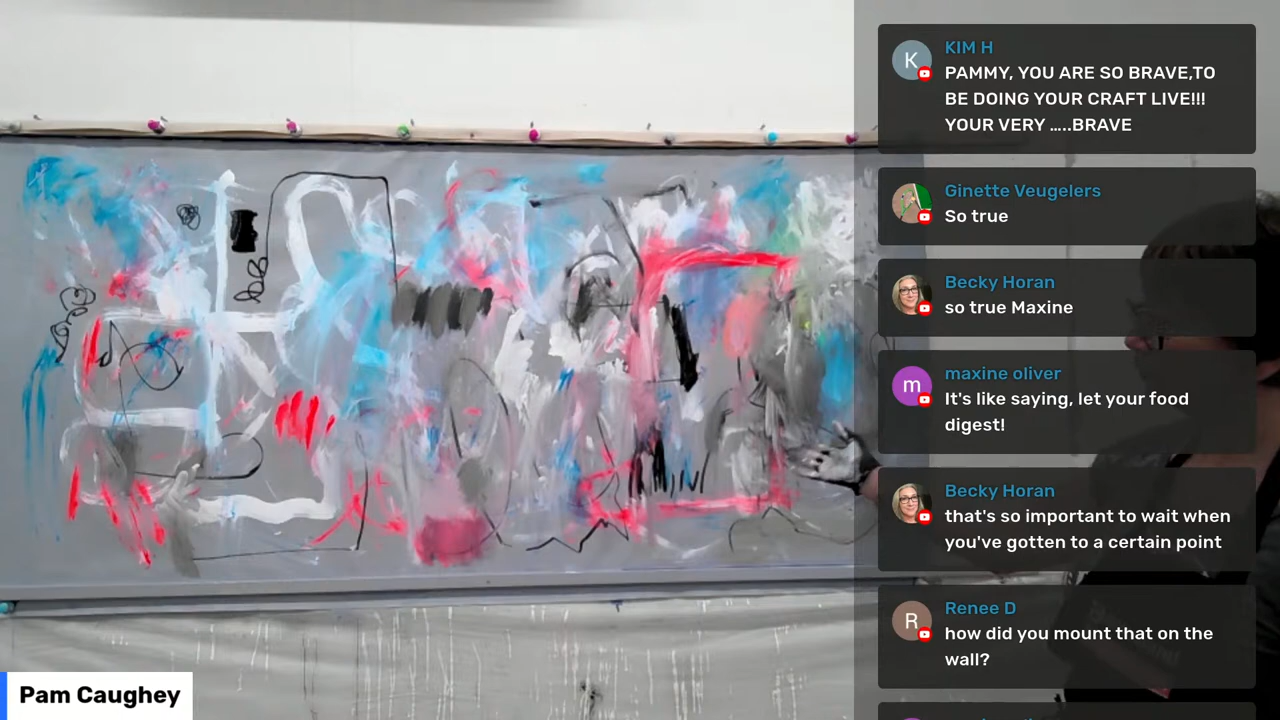 KIM H
PAMMY, YOU ARE SO BRAVE,TO
BE DOING YOUR CRAFT LIVE!!!
YOUR VERY …..BRAVE
Ginette Veugelers
So true
Becky Horan
so true Maxine
maxine oliver
It's like saying, let your food
digest!
Becky Horan
that's so important to wait when
you've gotten to a certain point
Renee D
how did you mount that on the
wall?
Pam Caughey